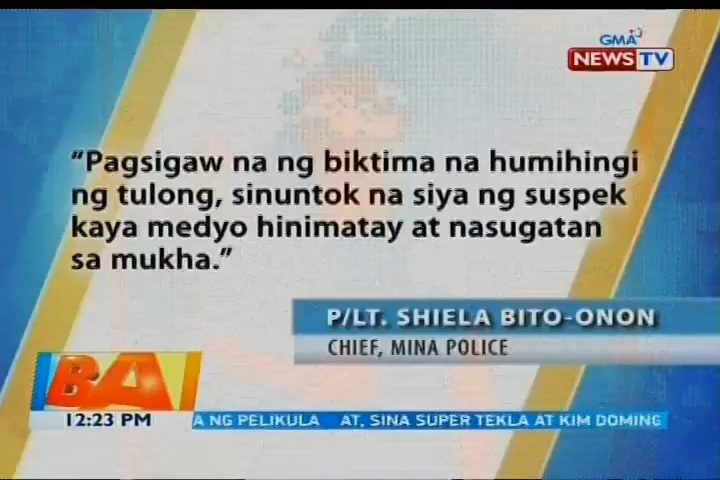 GMA
NEWS TV
“Pagsigaw na ng biktima na humihingi
ng tulong, sinuntok na siya ng suspek
kaya medyo hinimatay at nasugatan
sa mukha.”
P/LT. SHIELA BITO-ONON
CHIEF, MINA POLICE
BA
12:23 PM
A NG PELIKULA AT, SINA SUPER TEKLA AT KIM DOMING